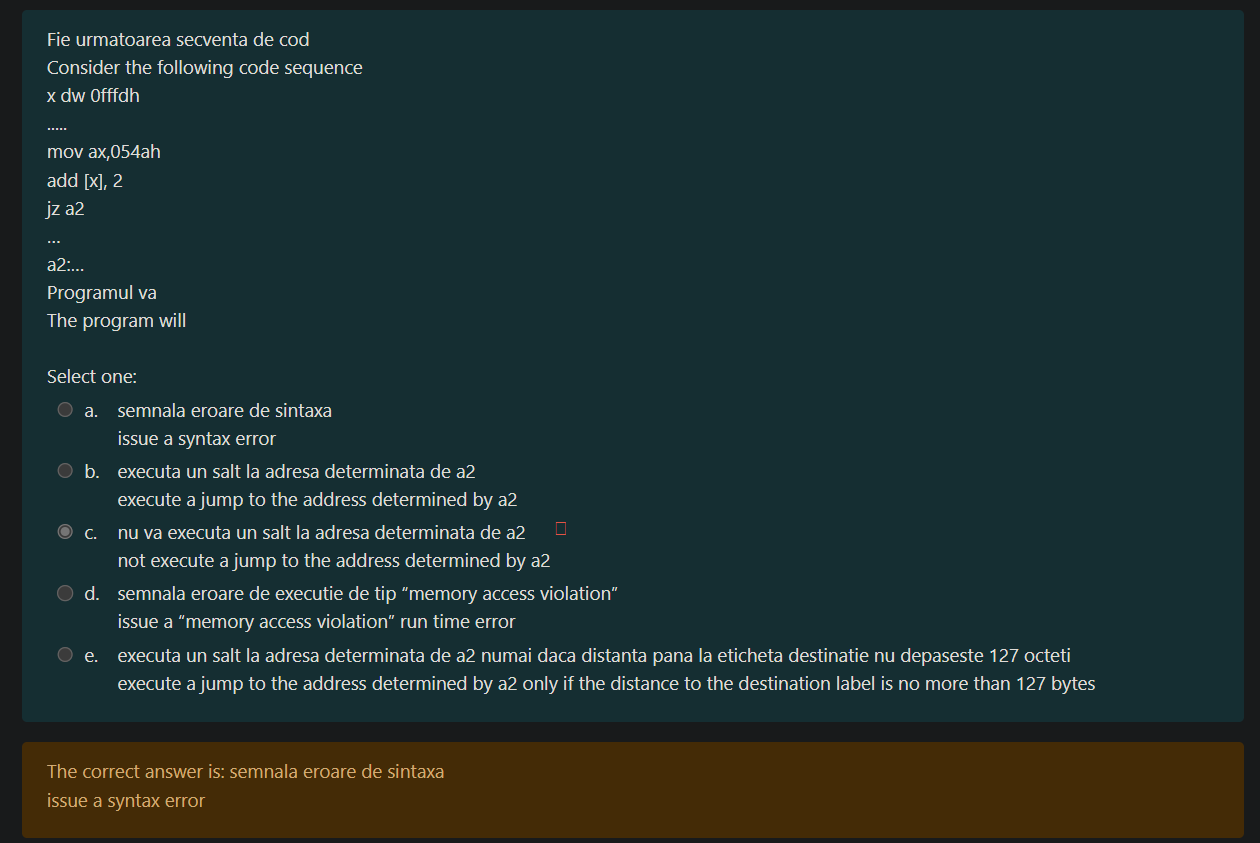 Fie urmatoarea secventa de cod
Consider the following code sequence
x dw 0fffdh
.....
mov ax,054ah
add [x], 2
jz a2
...
a2:...
Programul va
The program will
Select one:
a. semnala eroare de sintaxa
issue a syntax error
b. executa un salt la adresa determinata de a2
execute a jump to the address determined by a2
c. nu va executa un salt la adresa determinata de a2
not execute a jump to the address determined by a2
d. semnala eroare de executie de tip “memory access violation”
issue a “memory access violation” run time error
e. executa un salt la adresa determinata de a2 numai daca distanta pana la eticheta destinatie nu depaseste 127 octeti
execute a jump to the address determined by a2 only if the distance to the destination label is no more than 127 bytes
The correct answer is: semnala eroare de sintaxa
issue a syntax error